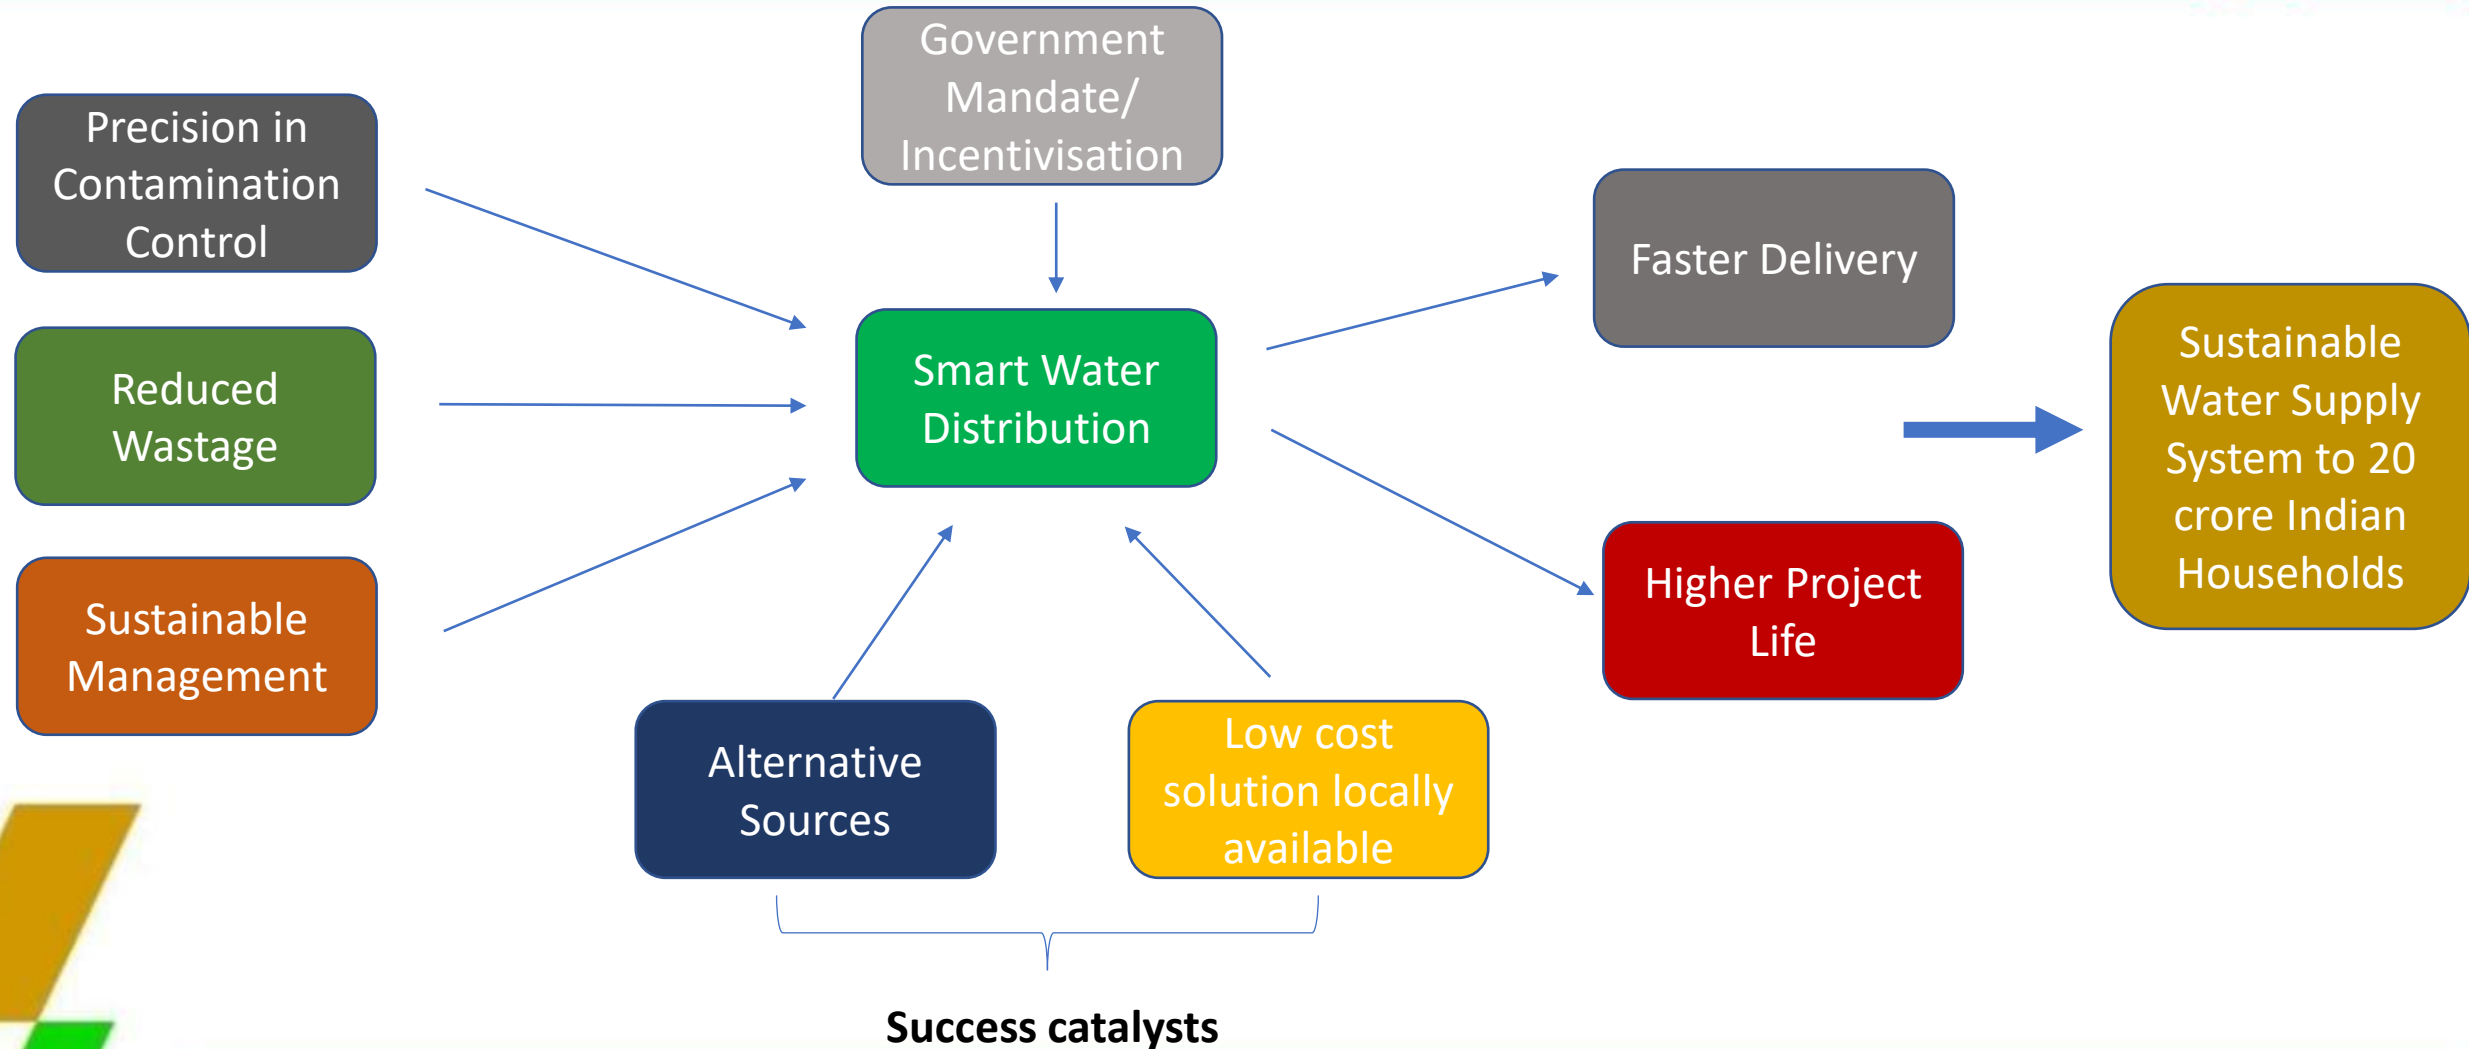 Government
Mandate/
Incentivisation
Precision in
Contamination
Control
Reduced
Wastage
Sustainable
Management
Smart Water
Distribution
Alternative
Sources
Low cost
solution locally
available
Success catalysts
Faster Delivery
Higher Project
Life
Sustainable
Water Supply
System to 20
crore Indian
Households